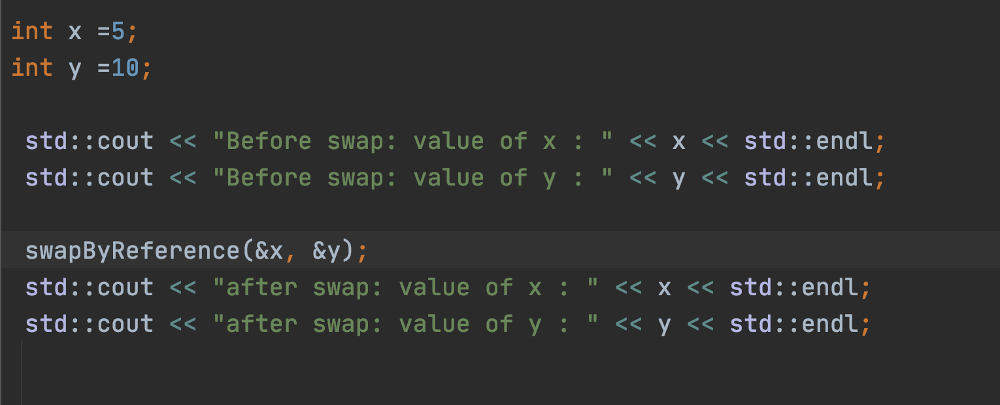 int x =5;
int y =10;
std::cout << "Before swap: value of x : " << x << std::endl;
std::cout << "Before swap: value of y : " << y << std::endl;
swapByReference(&x, &y);
std::cout << "after swap: value of x : " << x << std::endl;
std::cout << "after swap: value of y : " << y << std::endl;